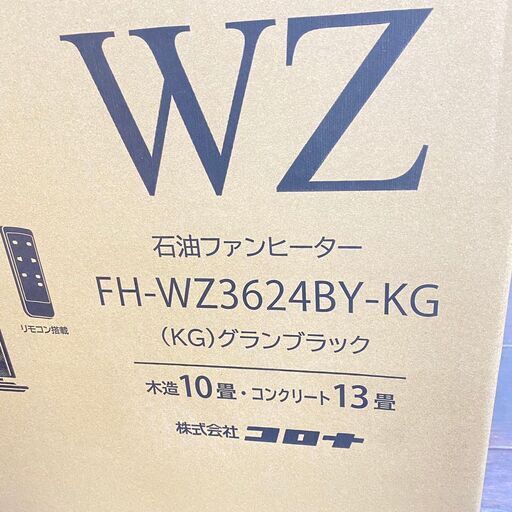 WZ
石油ファンヒーター
FH-WZ3624BY-KG
(KG)グランブラック
リモコン搭載
木造10畳・コンクリート13畳
株式会社 コロナ